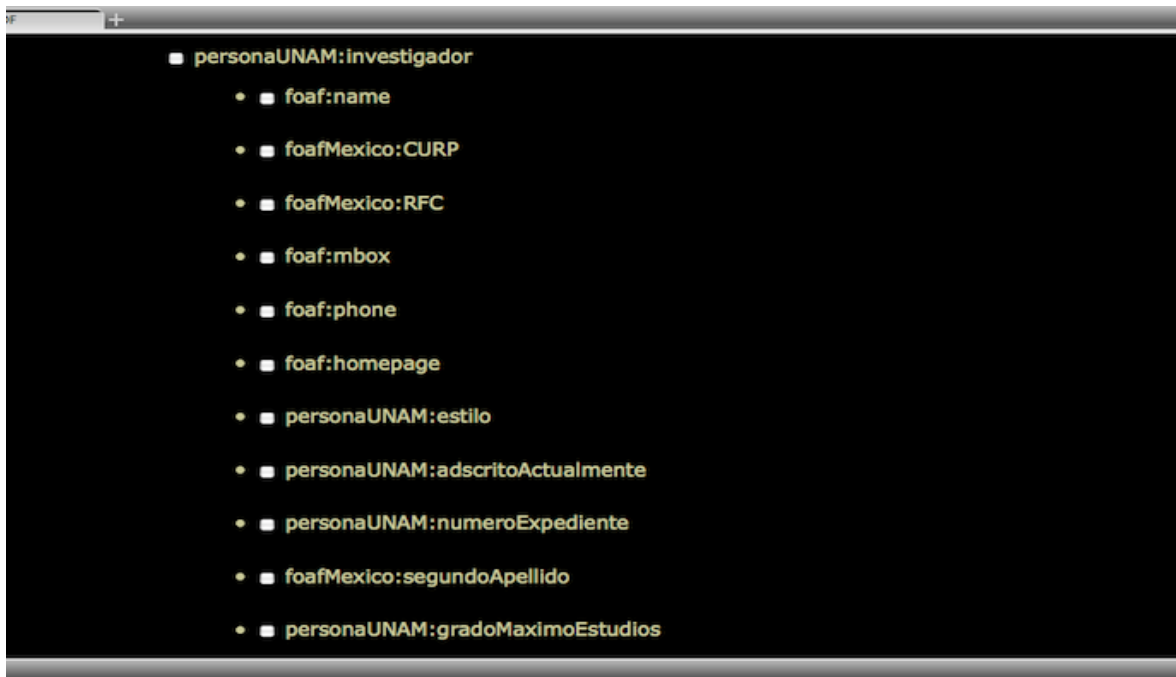 DF
personaUNAM:investigador
foaf:name
foafMexico:CURP
foafMexico:RFC
foaf:mbox
foaf:phone
foaf:homepage
personaUNAM:estilo
personaUNAM:adscritoActualmente
personaUNAM:numeroExpediente
foafMexico:segundoApellido
personaUNAM:gradoMaximoEstudios